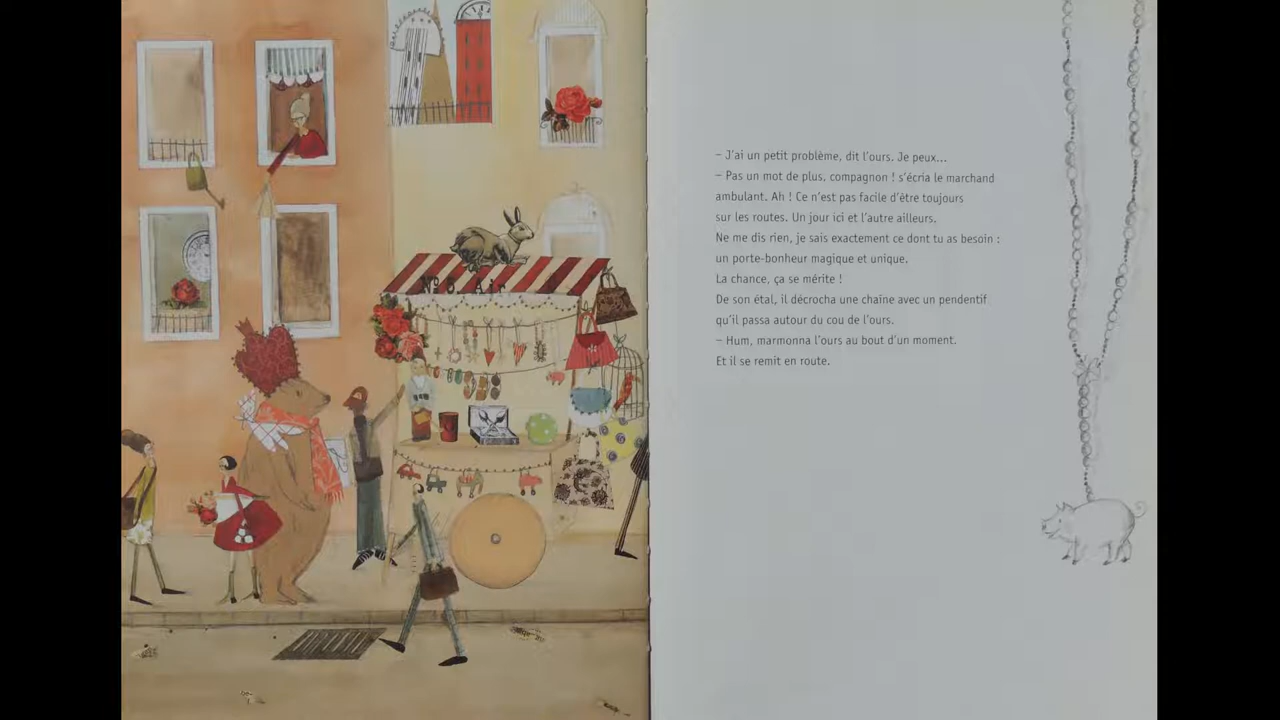 No 5 Air
– J'ai un petit problème, dit l'ours. Je peux...
– Pas un mot de plus, compagnon ! s'écria le marchand
ambulant. Ah ! Ce n'est pas facile d'être toujours
sur les routes. Un jour ici et l'autre ailleurs.
Ne me dis rien, je sais exactement ce dont tu as besoin :
un porte-bonheur magique et unique.
La chance, ça se mérite !
De son étal, il décrocha une chaîne avec un pendentif
qu'il passa autour du cou de l'ours.
– Hum, marmonna l'ours au bout d'un moment.
Et il se remit en route.